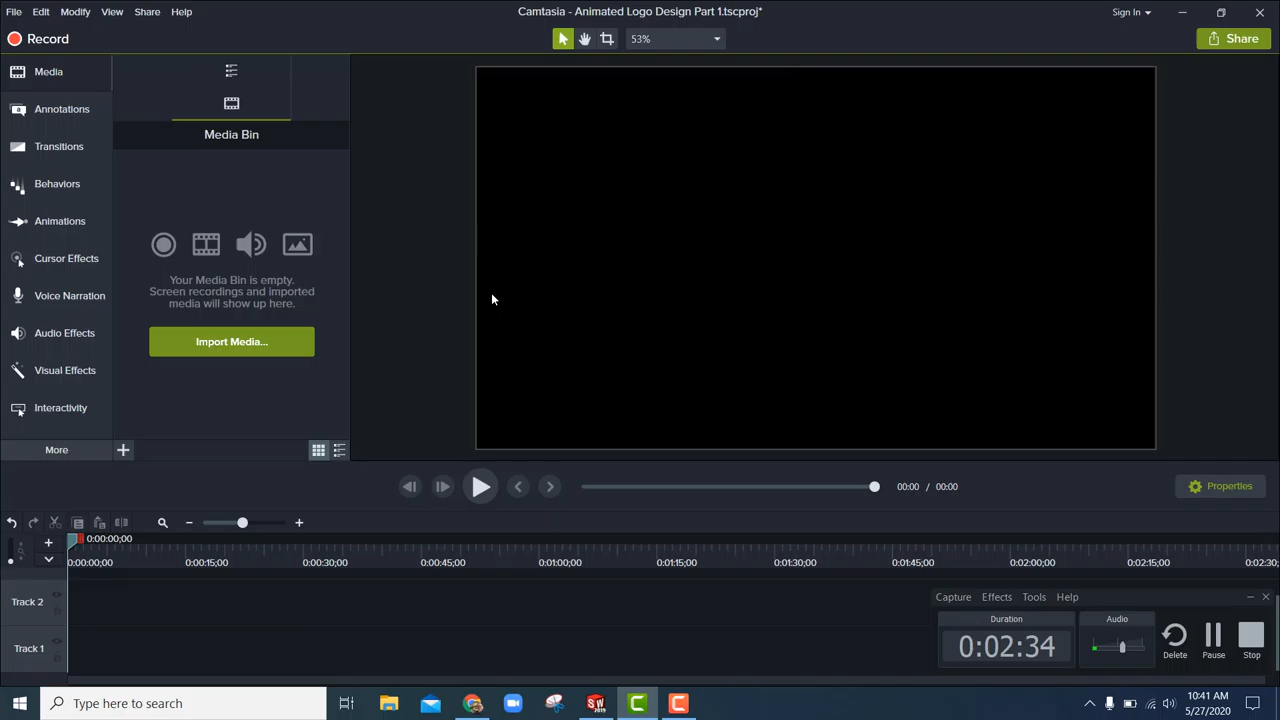 File Edit Modify View Share Help
Camtasia - Animated Logo Design Part 1.tscproj*
Sign In
Record
53%
Share
Media
Annotations
Transitions
Behaviors
Animations
Cursor Effects
Voice Narration
Audio Effects
Visual Effects
Interactivity
More
Media Bin
Your Media Bin is empty.
Screen recordings and imported
media will show up here.
Import Media...
00:00 / 00:00
Properties
0:00:00;00
0:00:00;00 0:00:15;00 0:00:30;00 0:00:45;00 0:01:00;00 0:01:15;00 0:01:30;00 0:01:45;00 0:02:00;00 0:02:15;00 0:02:30;
Track 2
Track 1
Capture Effects Tools Help
Duration
0:02:34
Audio
Delete Pause Stop
Type here to search
SW
2019
10:41 AM
5/27/2020